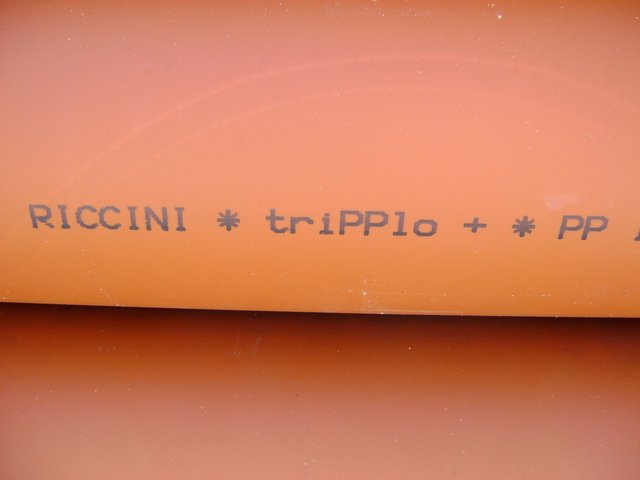 RICCINI * triPPlo + * PP